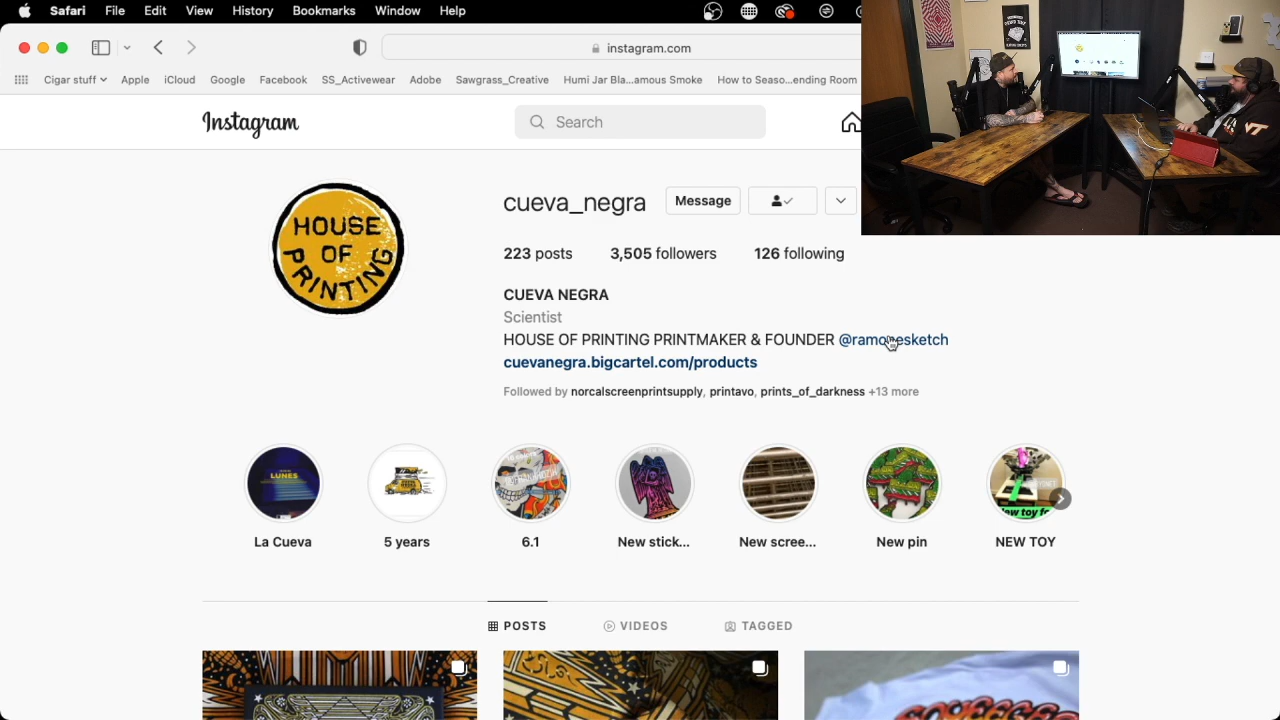 Safari File Edit View History Bookmarks Window Help
instagram.com
Cigar stuff Apple iCloud Google Facebook SS_Activewear Adobe Sawgrass_Creative Humi Jar Bla...amous Smoke How to Seaso...ending Room
Instagram
Search
HOUSE
OF
PRINTING
cueva_negra Message
223 posts 3,505 followers 126 following
CUEVA NEGRA
Scientist
HOUSE OF PRINTING PRINTMAKER & FOUNDER @ramonesketch
cuevanegra.bigcartel.com/products
Followed by norcalscreenprintsupply, printavo, prints_of_darkness +13 more
LUNES
La Cueva 5 years 6.1 New stick... New scree... New pin NEW TOY
POSTS VIDEOS TAGGED